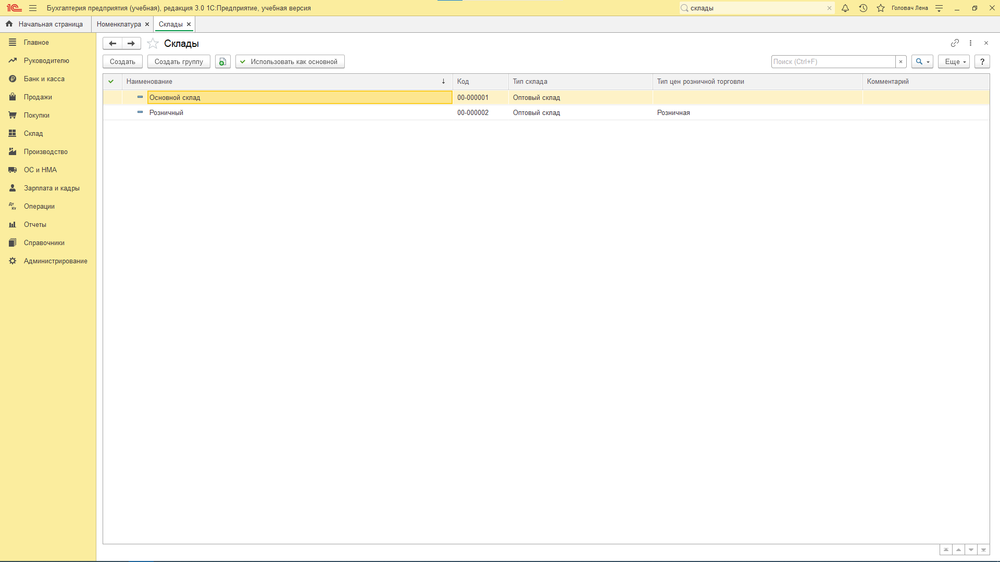 1С Бухгалтерия предприятия (учебная), редакция 3.0 1С:Предприятие, учебная версия склады Головач Лена
Начальная страница Номенклатура Склады
Главное
Руководителю
Банк и касса
Продажи
Покупки
Склад
Производство
ОС и НМА
Зарплата и кадры
Дт Кт Операции
Отчеты
Справочники
Администрирование
Склады
Создать Создать группу Использовать как основной Поиск (Ctrl+F) × Еще ?
Наименование Код Тип склада Тип цен розничной торговли Комментарий
Основной склад 00-000001 Оптовый склад
Розничный 00-000002 Оптовый склад Розничная